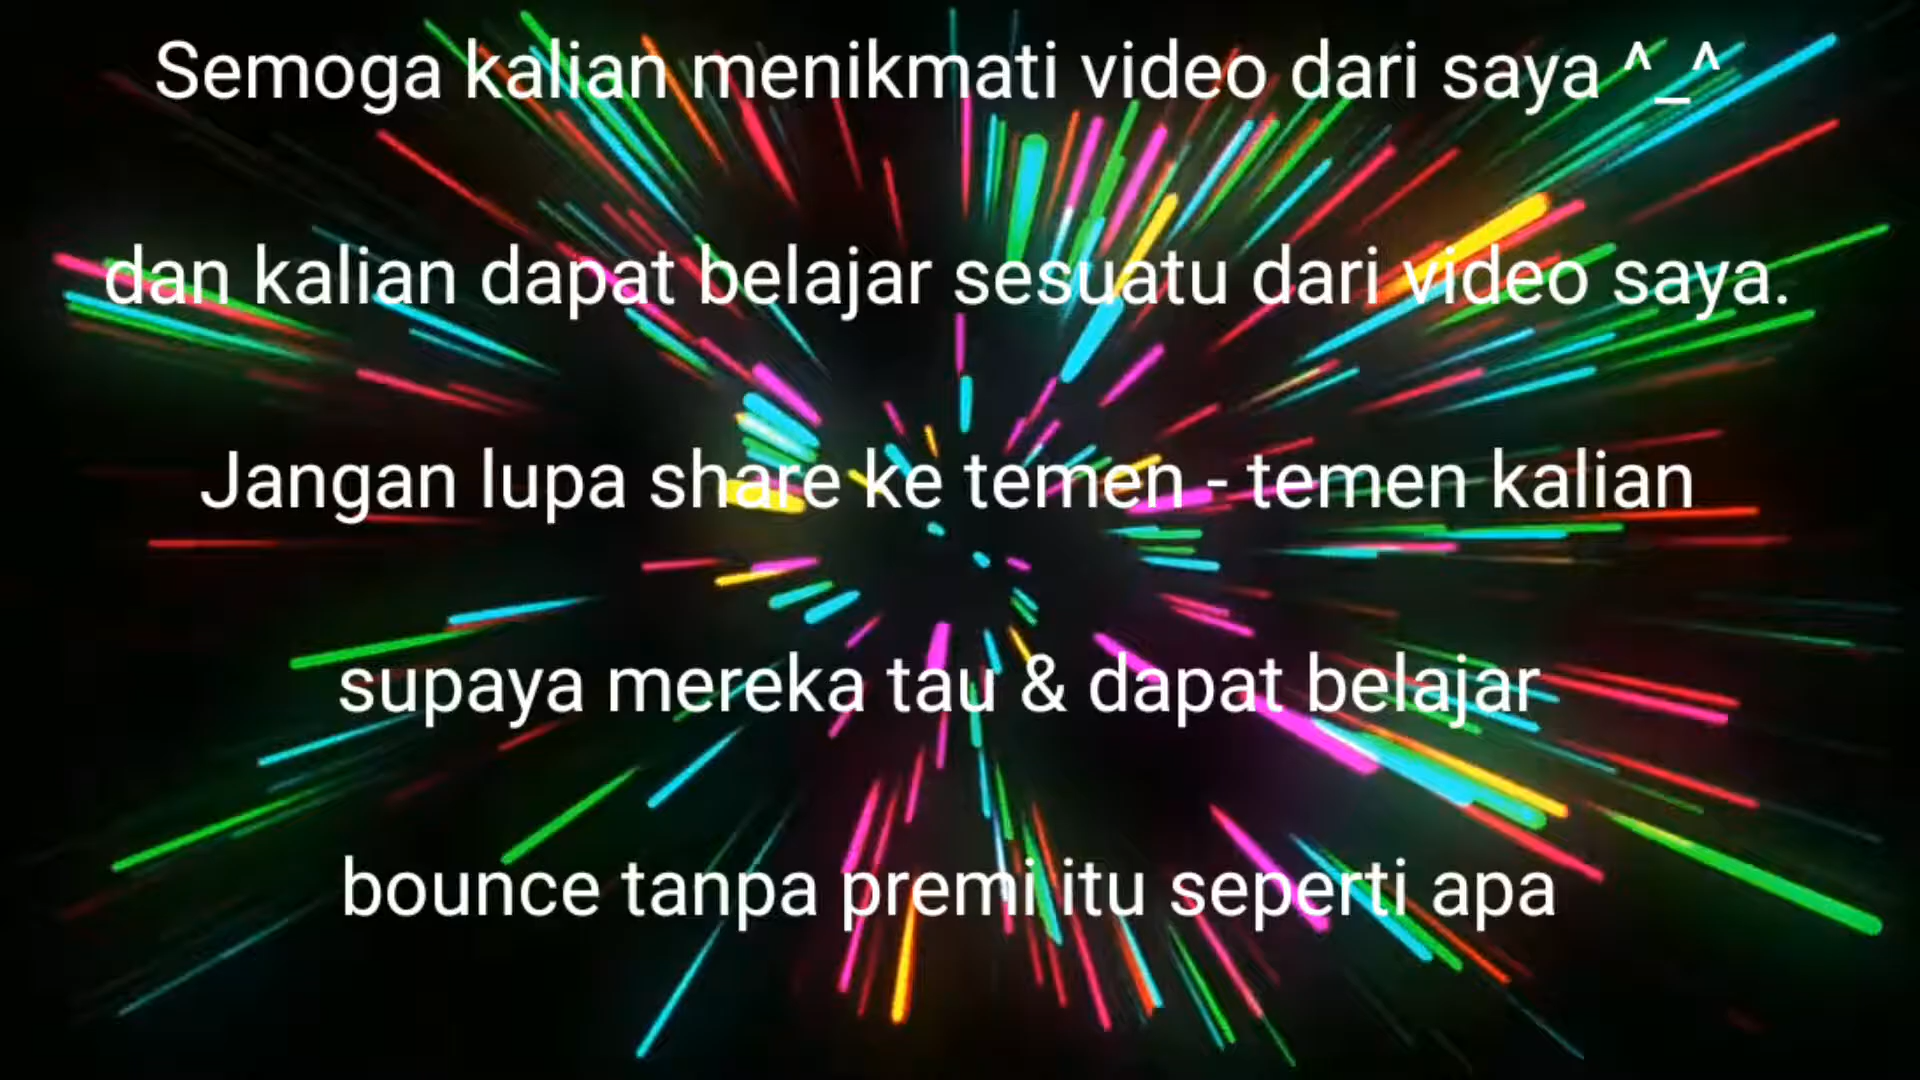 Semoga kalian menikmati video dari saya ^_^
dan kalian dapat belajar sesuatu dari video saya.
Jangan lupa share ke temen - temen kalian
supaya mereka tau & dapat belajar
bounce tanpa premi itu seperti apa